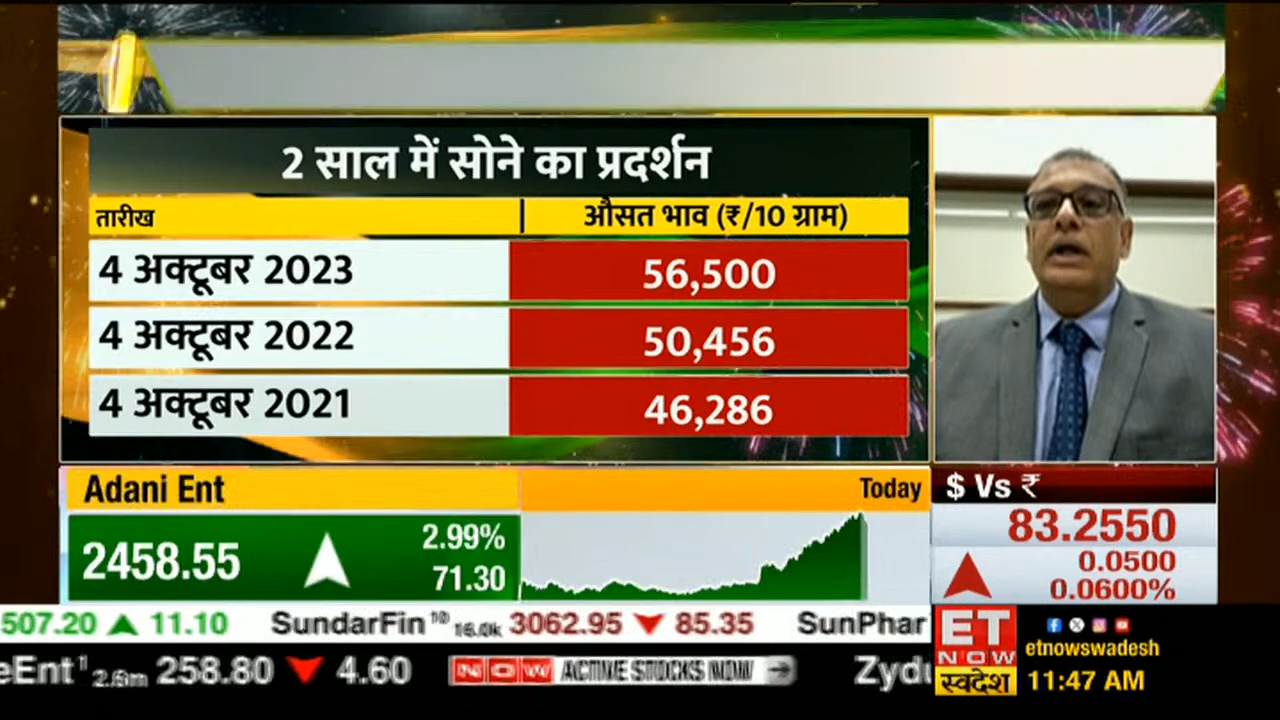 2 साल में सोने का प्रदर्शन
तारीख औसत भाव (₹/10 ग्राम)
4 अक्टूबर 2023 56,500
4 अक्टूबर 2022 50,456
4 अक्टूबर 2021 46,286
Adani Ent Today
2458.55 2.99%
71.30
$ Vs ₹
83.2550
0.0500
0.0600%
507.20 11.10 SundarFin 10 16.0k 3062.95 85.35 SunPhar
eEnt 258.80 4.60 NOW ACTIVE STOCKS NOW Zydu
ET
NOW
स्वदेश
etnowswadesh
11:47 AM